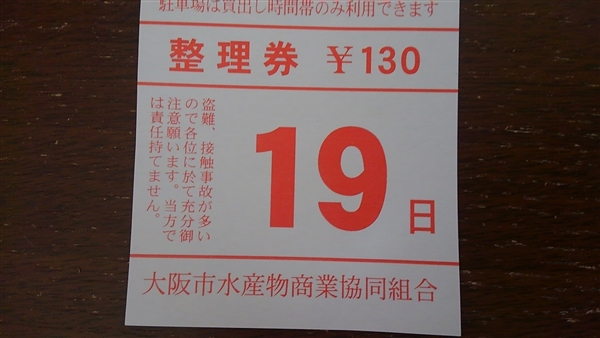 駐車場は貸出し時間帯のみ利用できます
整理券 ￥130
盗難、接触事故が多い
ので各位に於て充分御
注意願います。当方で
は責任持てません。
19日
大阪市水産物商業協同組合